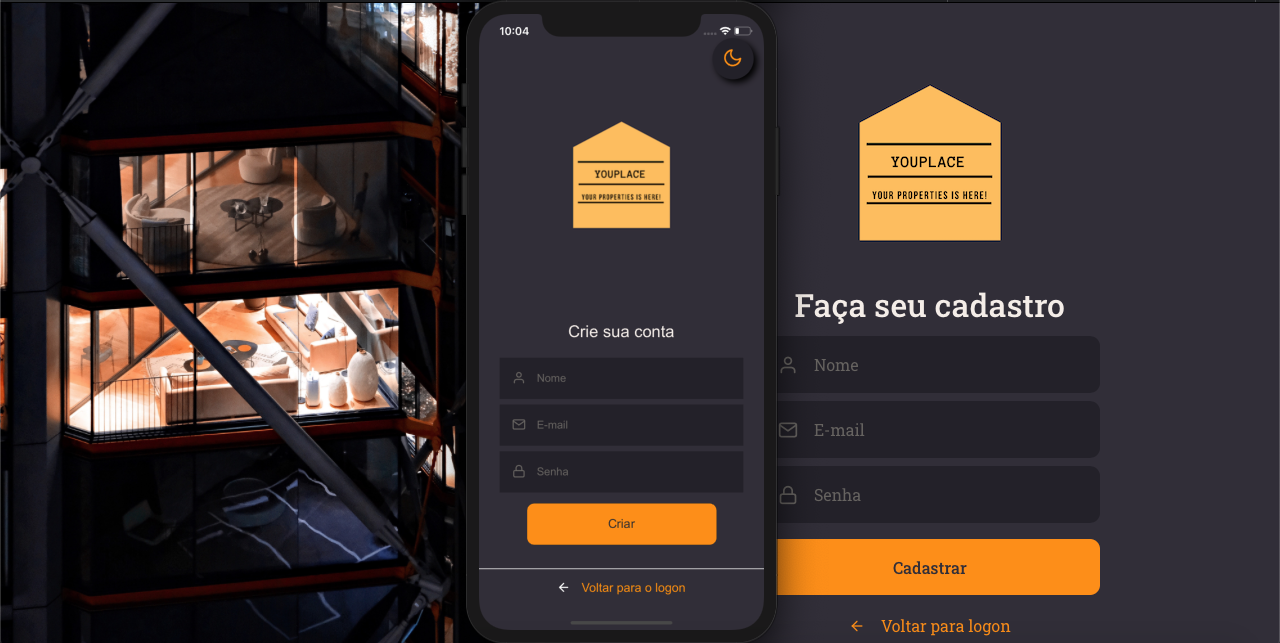 10:04
YOUPLACE
YOUR PROPERTIES IS HERE!
Crie sua conta
Nome
E-mail
Senha
Criar
Voltar para o logon
YOUPLACE
YOUR PROPERTIES IS HERE!
Faça seu cadastro
Nome
E-mail
Senha
Cadastrar
Voltar para logon